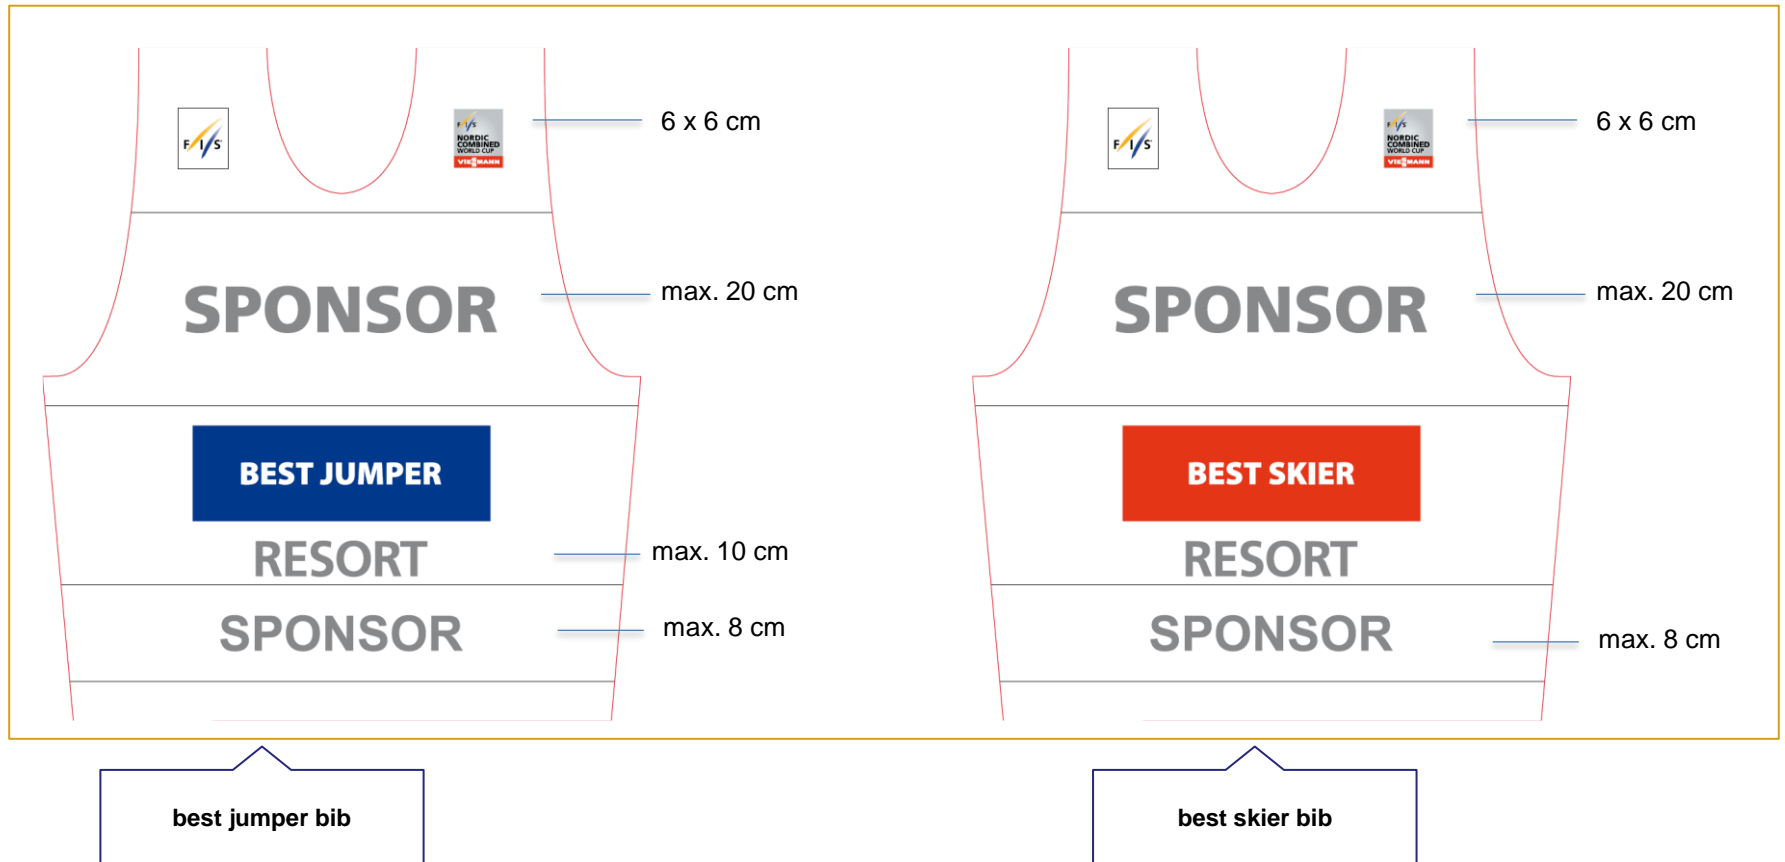 F/I/S
FIS
NORDIC
COMBINED
WORLD CUP
VIESMANN
6 x 6 cm
SPONSOR
max. 20 cm
BEST JUMPER
RESORT
max. 10 cm
SPONSOR
max. 8 cm
best jumper bib
F/I/S
FIS
NORDIC
COMBINED
WORLD CUP
VIESMANN
6 x 6 cm
SPONSOR
max. 20 cm
BEST SKIER
RESORT
SPONSOR
max. 8 cm
best skier bib